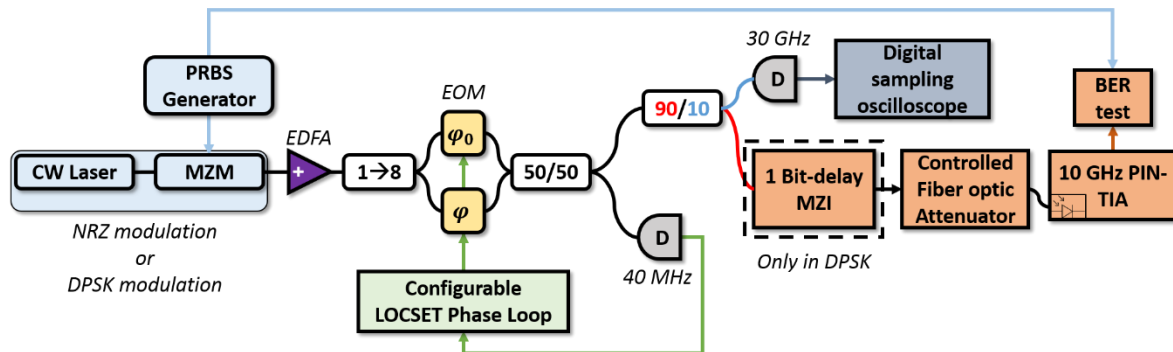 PRBS
Generator
CW Laser
MZM
NRZ modulation
or
DPSK modulation
EDFA
+
1→8
EOM
φ₀
φ
Configurable
LOCSET Phase Loop
50/50
D
40 MHz
90/10
30 GHz
D
Digital
sampling
oscilloscope
1 Bit-delay
MZI
Only in DPSK
Controlled
Fiber optic
Attenuator
10 GHz PIN-
TIA
BER
test